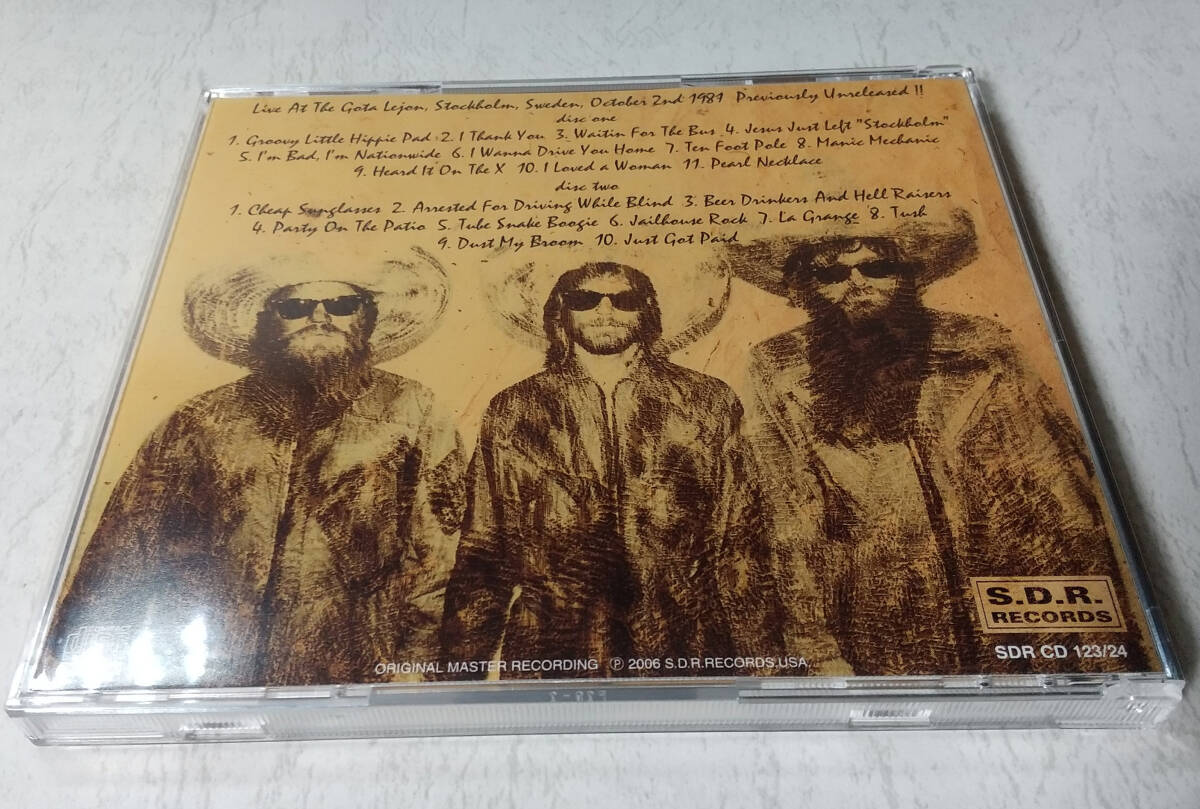 Live At The Gota Lejon, Stockholm, Sweden, October 2nd 1981 Previously Unreleased !!
disc one
1. Groovy Little Hippie Pad 2. I Thank You 3. Waitin For The Bus 4. Jesus Just Left "Stockholm"
5. I'm Bad, I'm Nationwide 6. I Wanna Drive You Home 7. Ten Foot Pole 8. Manic Mechanic
9. Heard It On The X 10. I Loved a Woman 11. Pearl Necklace
disc two
1. Cheap Sunglasses 2. Arrested For Driving While Blind 3. Beer Drinkers And Hell Raisers
4. Party On The Patio 5. Tube Snake Boogie 6. Jailhouse Rock 7. La Grange 8. Tush
9. Dust My Broom 10. Just Got Paid
S.D.R.
RECORDS
SDR CD 123/24
ORIGINAL MASTER RECORDING ℗ 2006 S.D.R.RECORDS,USA,